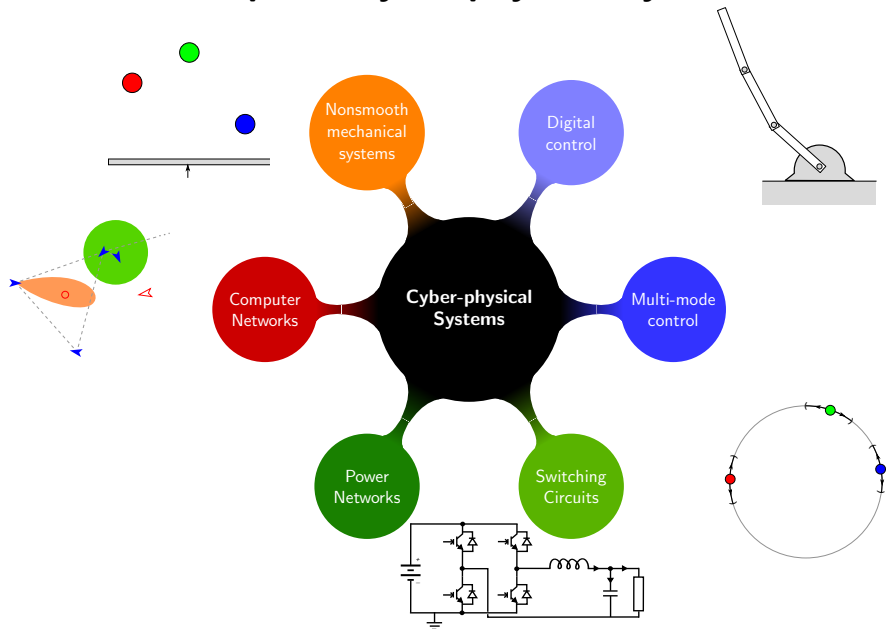 Nonsmooth
mechanical
systems
Digital
control
Computer
Networks
Cyber-physical
Systems
Multi-mode
control
Power
Networks
Switching
Circuits